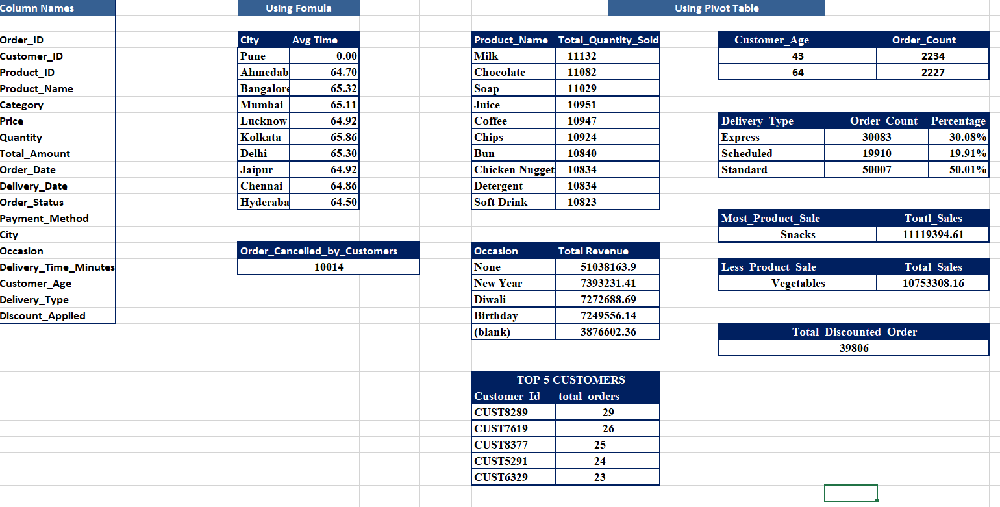 Column Names
Order_ID
Customer_ID
Product_ID
Product_Name
Category
Price
Quantity
Total_Amount
Order_Date
Delivery_Date
Order_Status
Payment_Method
City
Occasion
Delivery_Time_Minutes
Customer_Age
Delivery_Type
Discount_Applied
Using Fomula
City Avg Time
Pune 0.00
Ahmedab 64.70
Bangalore 65.32
Mumbai 65.11
Lucknow 64.92
Kolkata 65.86
Delhi 65.30
Jaipur 64.92
Chennai 64.86
Hyderaba 64.50
Order_Cancelled_by_Customers
10014
Using Pivot Table
Product_Name Total_Quantity_Sold
Milk 11132
Chocolate 11082
Soap 11029
Juice 10951
Coffee 10947
Chips 10924
Bun 10840
Chicken Nugget 10834
Detergent 10834
Soft Drink 10823
Occasion Total Revenue
None 51038163.9
New Year 7393231.41
Diwali 7272688.69
Birthday 7249556.14
(blank) 3876602.36
TOP 5 CUSTOMERS
Customer_Id total_orders
CUST8289 29
CUST7619 26
CUST8377 25
CUST5291 24
CUST6329 23
Customer_Age Order_Count
43 2234
64 2227
Delivery_Type Order_Count Percentage
Express 30083 30.08%
Scheduled 19910 19.91%
Standard 50007 50.01%
Most_Product_Sale Toatl_Sales
Snacks 11119394.61
Less_Product_Sale Total_Sales
Vegetables 10753308.16
Total_Discounted_Order
39806